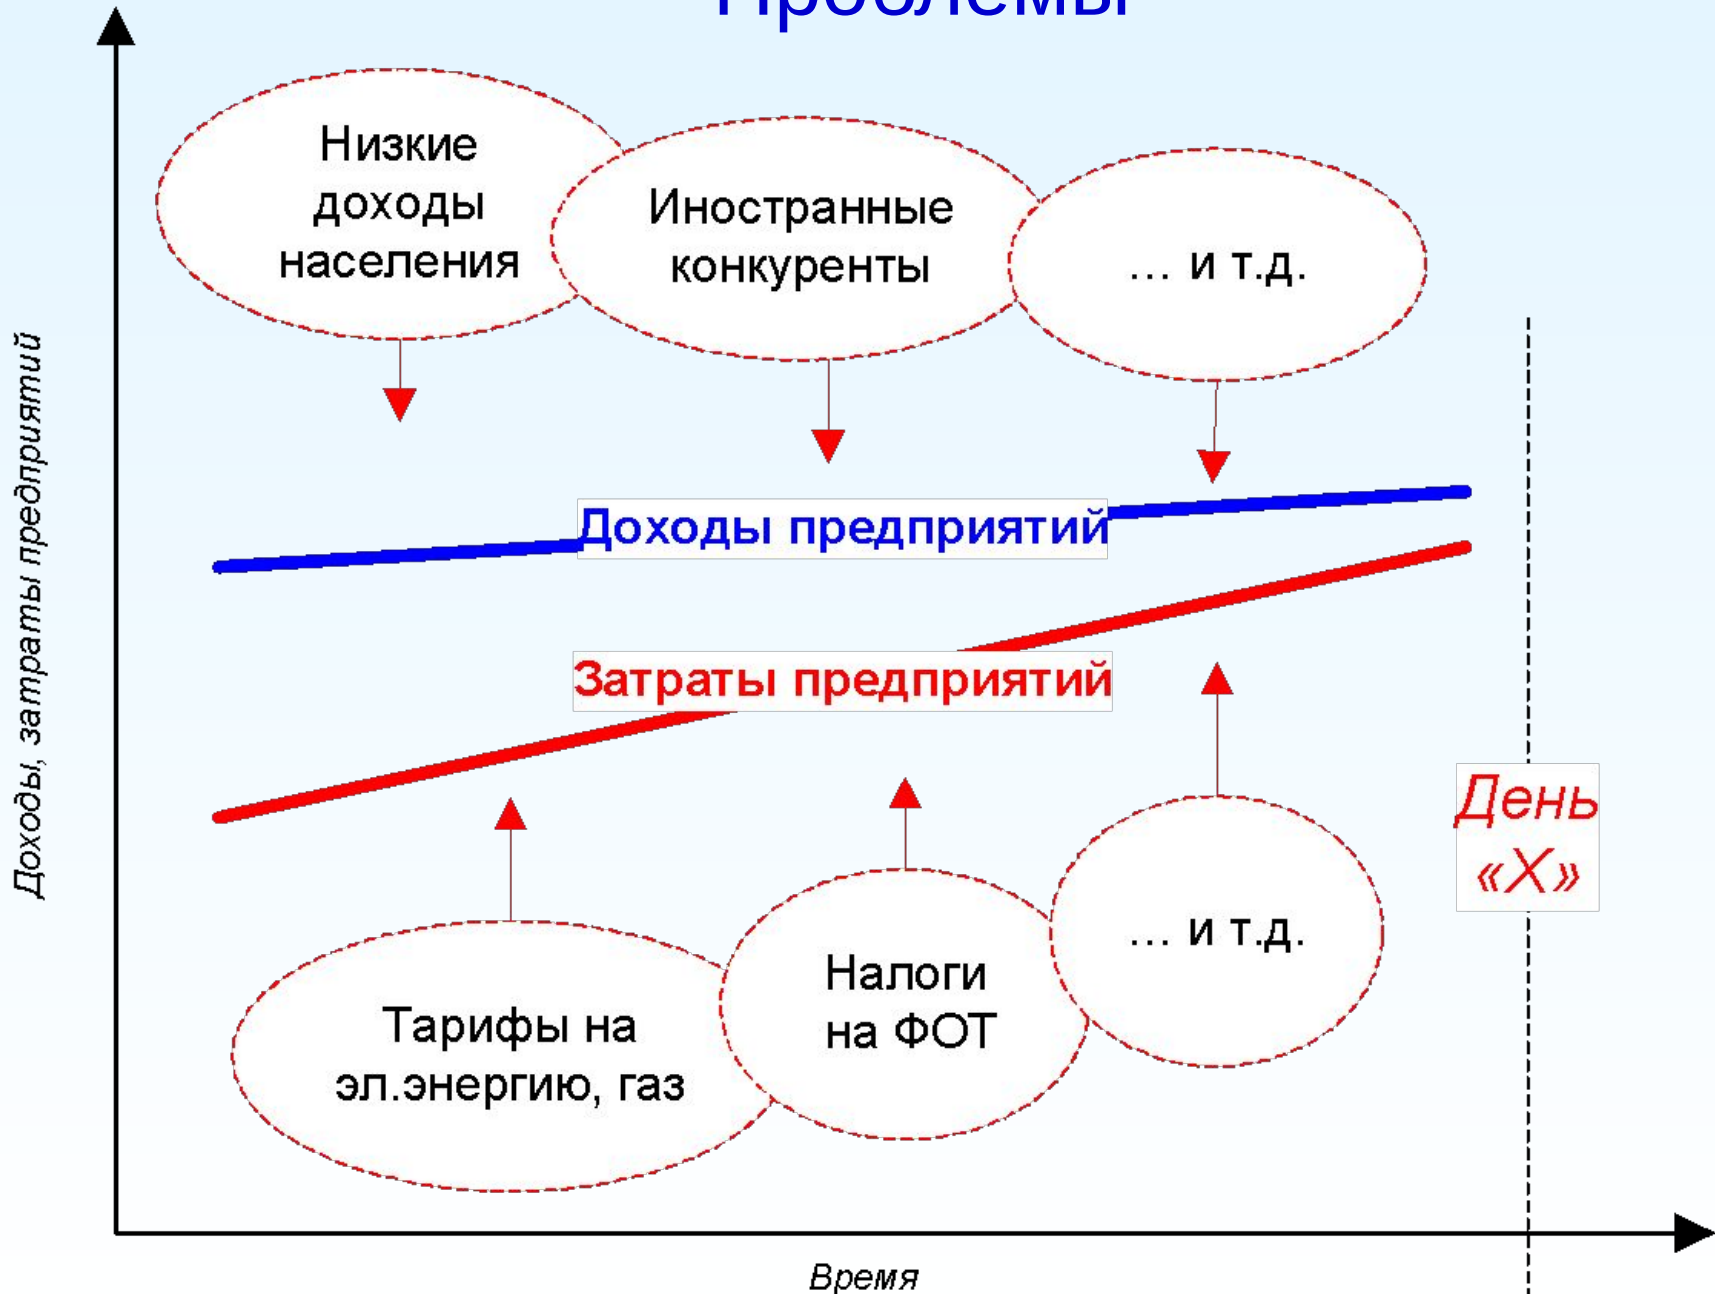 Проблемы
Низкие
доходы
населения
Иностранные
конкуренты
... и т.д.
Доходы, затраты предприятий
Доходы предприятий
Затраты предприятий
День
«Х»
Тарифы на
эл.энергию, газ
Налоги
на ФОТ
... и т.д.
Время